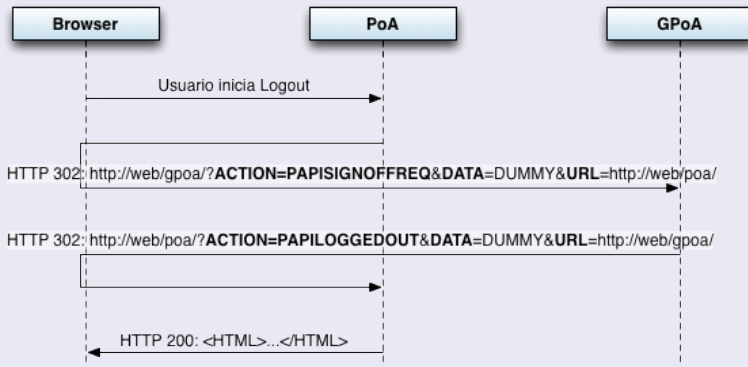 Browser PoA GPoA
Usuario inicia Logout
HTTP 302: http://web/gpoa/?ACTION=PAPISIGNOFFREQ&DATA=DUMMY&URL=http://web/poa/
HTTP 302: http://web/poa/?ACTION=PAPILOGGEDOUT&DATA=DUMMY&URL=http://web/gpoa/
HTTP 200: <HTML>...</HTML>